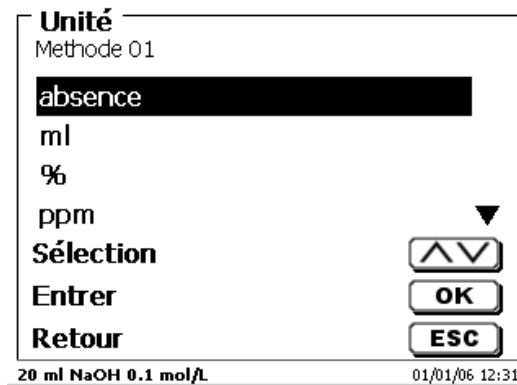 Unité
Methode 01
absence
ml
%
ppm
Sélection
Entrer OK
Retour ESC
20 ml NaOH 0.1 mol/L 01/01/06 12:31